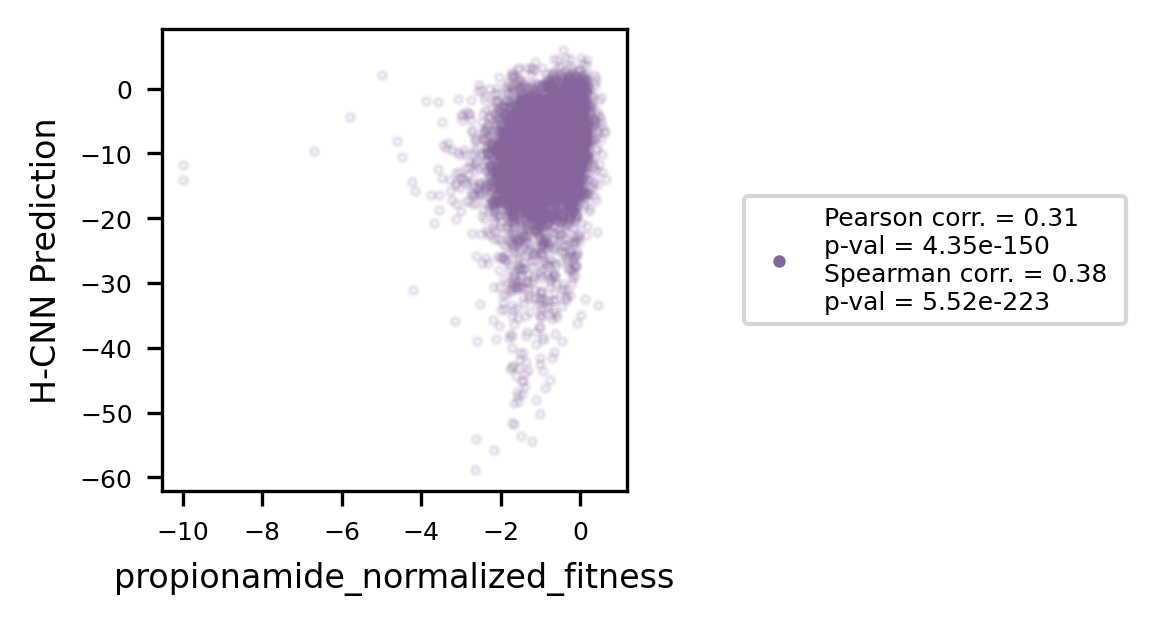 H-CNN Prediction
0
−10
−20
−30
−40
−50
−60
−10 −8 −6 −4 −2 0
propionamide_normalized_fitness
Pearson corr. = 0.31
p-val = 4.35e-150
Spearman corr. = 0.38
p-val = 5.52e-223